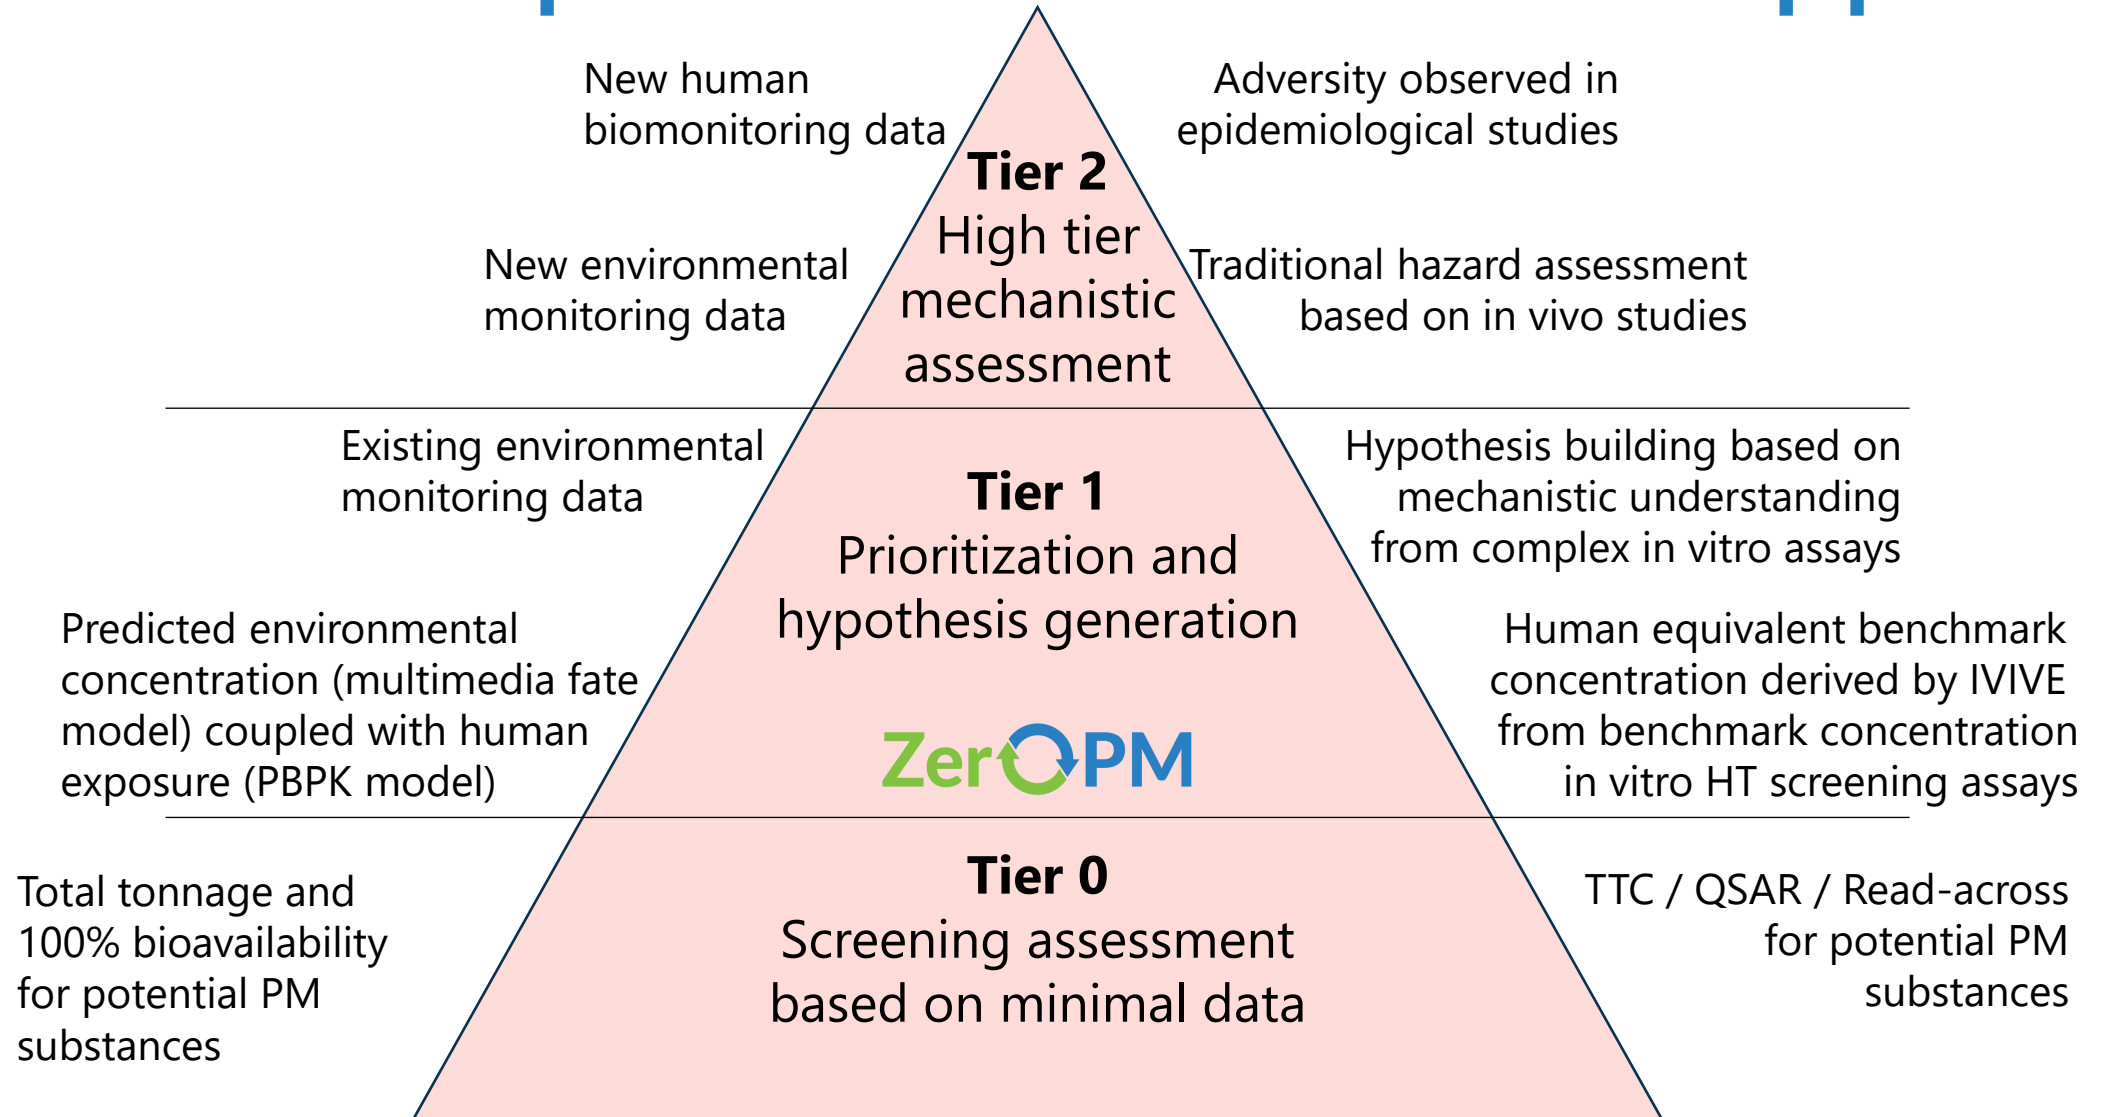 New human
biomonitoring data
Adversity observed in
epidemiological studies
Tier 2
High tier
mechanistic
assessment
New environmental
monitoring data
Traditional hazard assessment
based on in vivo studies
Existing environmental
monitoring data
Tier 1
Prioritization and
hypothesis generation
Hypothesis building based on
mechanistic understanding
from complex in vitro assays
Predicted environmental
concentration (multimedia fate
model) coupled with human
exposure (PBPK model)
ZerOPM
Human equivalent benchmark
concentration derived by IVIVE
from benchmark concentration
in vitro HT screening assays
Total tonnage and
100% bioavailability
for potential PM
substances
Tier 0
Screening assessment
based on minimal data
TTC / QSAR / Read-across
for potential PM
substances